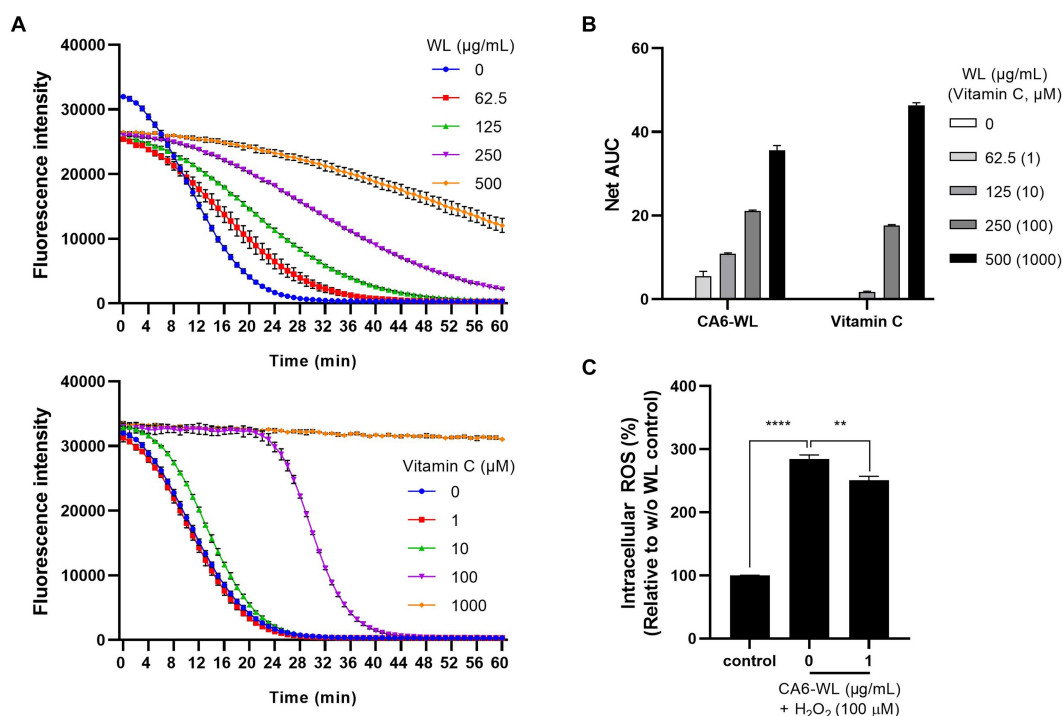 A
40000
30000
20000
10000
0
Fluorescence intensity
WL (µg/mL)
0
62.5
125
250
500
0 4 8 12 16 20 24 28 32 36 40 44 48 52 56 60
Time (min)
40000
30000
20000
10000
0
Fluorescence intensity
Vitamin C (µM)
0
1
10
100
1000
0 4 8 12 16 20 24 28 32 36 40 44 48 52 56 60
Time (min)
B
60
40
20
0
Net AUC
CA6-WL Vitamin C
WL (µg/mL)
(Vitamin C, µM)
0
62.5 (1)
125 (10)
250 (100)
500 (1000)
C
400
300
200
100
0
Intracellular ROS (%)
(Relative to w/o WL control)
**** **
control 0 1
CA6-WL (µg/mL)
+ H₂O₂ (100 µM)